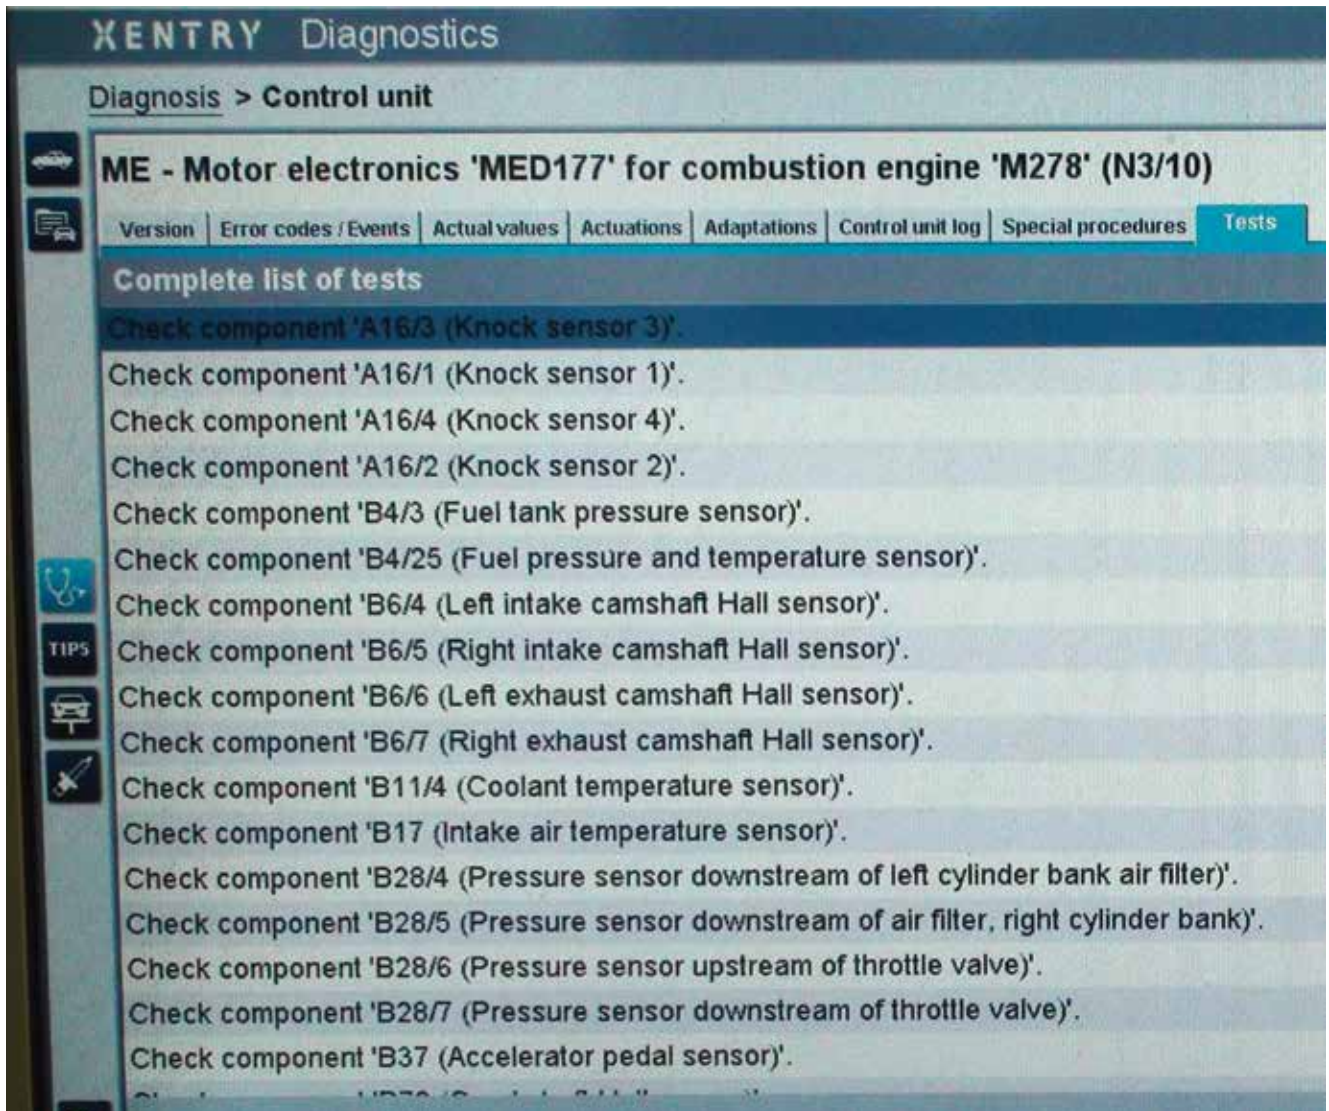 XENTRY Diagnostics
Diagnosis > Control unit
ME - Motor electronics 'MED177' for combustion engine 'M278' (N3/10)
Version Error codes / Events Actual values Actuations Adaptations Control unit log Special procedures Tests
Complete list of tests
Check component 'A16/3 (Knock sensor 3)'.
Check component 'A16/1 (Knock sensor 1)'.
Check component 'A16/4 (Knock sensor 4)'.
Check component 'A16/2 (Knock sensor 2)'.
Check component 'B4/3 (Fuel tank pressure sensor)'.
Check component 'B4/25 (Fuel pressure and temperature sensor)'.
Check component 'B6/4 (Left intake camshaft Hall sensor)'.
TIPS
Check component 'B6/5 (Right intake camshaft Hall sensor)'.
Check component 'B6/6 (Left exhaust camshaft Hall sensor)'.
Check component 'B6/7 (Right exhaust camshaft Hall sensor)'.
Check component 'B11/4 (Coolant temperature sensor)'.
Check component 'B17 (Intake air temperature sensor)'.
Check component 'B28/4 (Pressure sensor downstream of left cylinder bank air filter)'.
Check component 'B28/5 (Pressure sensor downstream of air filter, right cylinder bank)'.
Check component 'B28/6 (Pressure sensor upstream of throttle valve)'.
Check component 'B28/7 (Pressure sensor downstream of throttle valve)'.
Check component 'B37 (Accelerator pedal sensor)'.